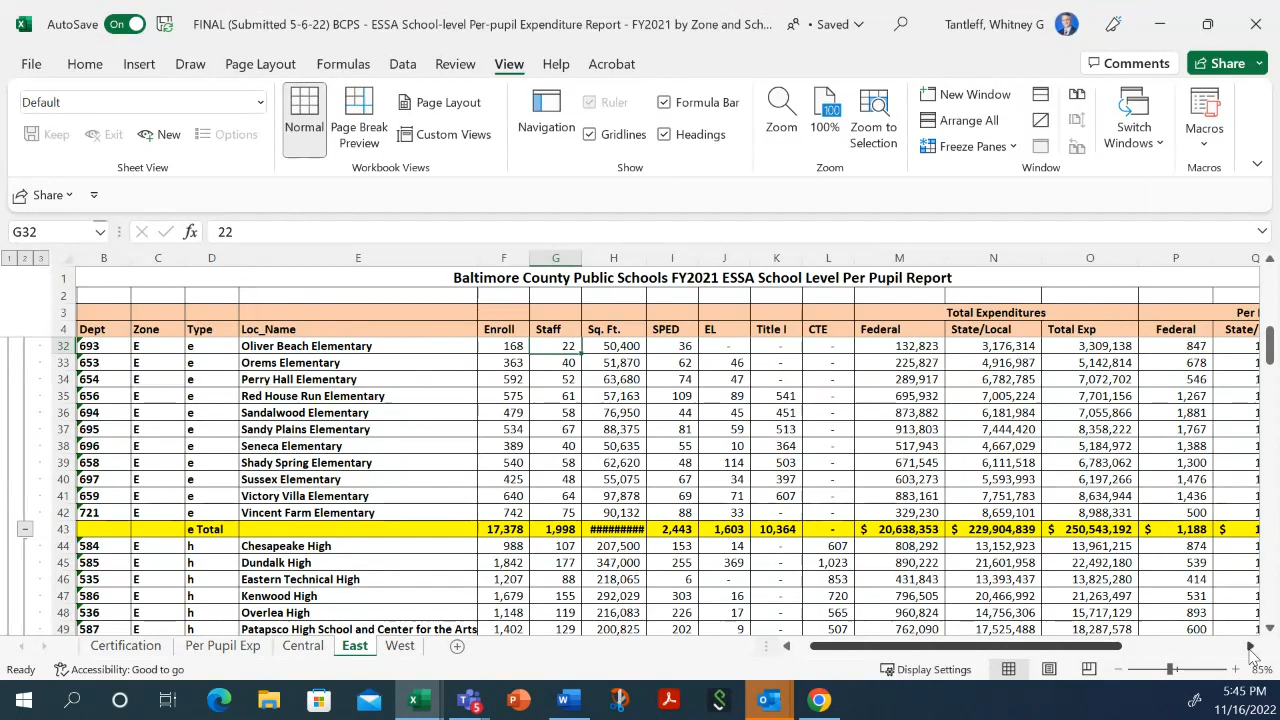 AutoSave On FINAL (Submitted 5-6-22) BCPS - ESSA School-level Per-pupil Expenditure Report - FY2021 by Zone and Sch... • Saved Tantleff, Whitney G
File Home Insert Draw Page Layout Formulas Data Review View Help Acrobat Comments Share
Default
Keep Exit New Options
Sheet View
Normal Page Break Preview Page Layout Custom Views
Workbook Views
Navigation Ruler Gridlines Formula Bar Headings
Show
Zoom 100% Zoom to Selection
Zoom
New Window Arrange All Freeze Panes Switch Windows
Window
Macros
Macros
Share
G32 fx 22
1 2 3 B C D E F G H I J K L M N O P Q
1 Baltimore County Public Schools FY2021 ESSA School Level Per Pupil Report
2
3 Total Expenditures Per
4 Dept Zone Type Loc_Name Enroll Staff Sq. Ft. SPED EL Title I CTE Federal State/Local Total Exp Federal State/
32 693 E e Oliver Beach Elementary 168 22 50,400 36 - - - 132,823 3,176,314 3,309,138 847 1
33 653 E e Orems Elementary 363 40 51,870 62 46 - - 225,827 4,916,987 5,142,814 678 1
34 654 E e Perry Hall Elementary 592 52 63,680 74 47 - - 289,917 6,782,785 7,072,702 546 1
35 656 E e Red House Run Elementary 575 61 57,163 109 89 541 - 695,932 7,005,224 7,701,156 1,267 1
36 694 E e Sandalwood Elementary 479 58 76,950 44 45 451 - 873,882 6,181,984 7,055,866 1,881 1
37 695 E e Sandy Plains Elementary 534 67 88,375 81 59 513 - 913,803 7,444,420 8,358,222 1,767 1
38 696 E e Seneca Elementary 389 40 50,635 55 10 364 - 517,943 4,667,029 5,184,972 1,388 1
39 658 E e Shady Spring Elementary 540 58 62,620 48 114 503 - 671,545 6,111,518 6,783,062 1,300 1
40 697 E e Sussex Elementary 425 48 55,075 67 34 397 - 603,273 5,593,993 6,197,266 1,476 1
41 659 E e Victory Villa Elementary 640 64 97,878 69 71 607 - 883,161 7,751,783 8,634,944 1,436 1
42 721 E e Vincent Farm Elementary 742 75 90,132 88 33 - - 329,230 8,659,101 8,988,331 500 1
43 e Total 17,378 1,998 ######### 2,443 1,603 10,364 - $ 20,638,353 $ 229,904,839 $ 250,543,192 $ 1,188 $ 1
44 584 E h Chesapeake High 988 107 207,500 153 14 - 607 808,292 13,152,923 13,961,215 874 1
45 585 E h Dundalk High 1,842 177 347,000 255 369 - 1,023 890,222 21,601,958 22,492,180 539 1
46 535 E h Eastern Technical High 1,207 88 218,065 6 - - 853 431,843 13,393,437 13,825,280 414 1
47 586 E h Kenwood High 1,679 155 292,029 303 16 - 720 796,505 20,466,992 21,263,497 531 1
48 536 E h Overlea High 1,148 119 216,083 226 17 - 565 960,824 14,756,306 15,717,129 893 1
49 587 E h Patapsco High School and Center for the Arts 1,402 129 200,825 202 9 - 507 762,090 17,525,488 18,287,578 600 1
Certification Per Pupil Exp Central East West
Ready Accessibility: Good to go Display Settings 85%
5:45 PM
11/16/2022